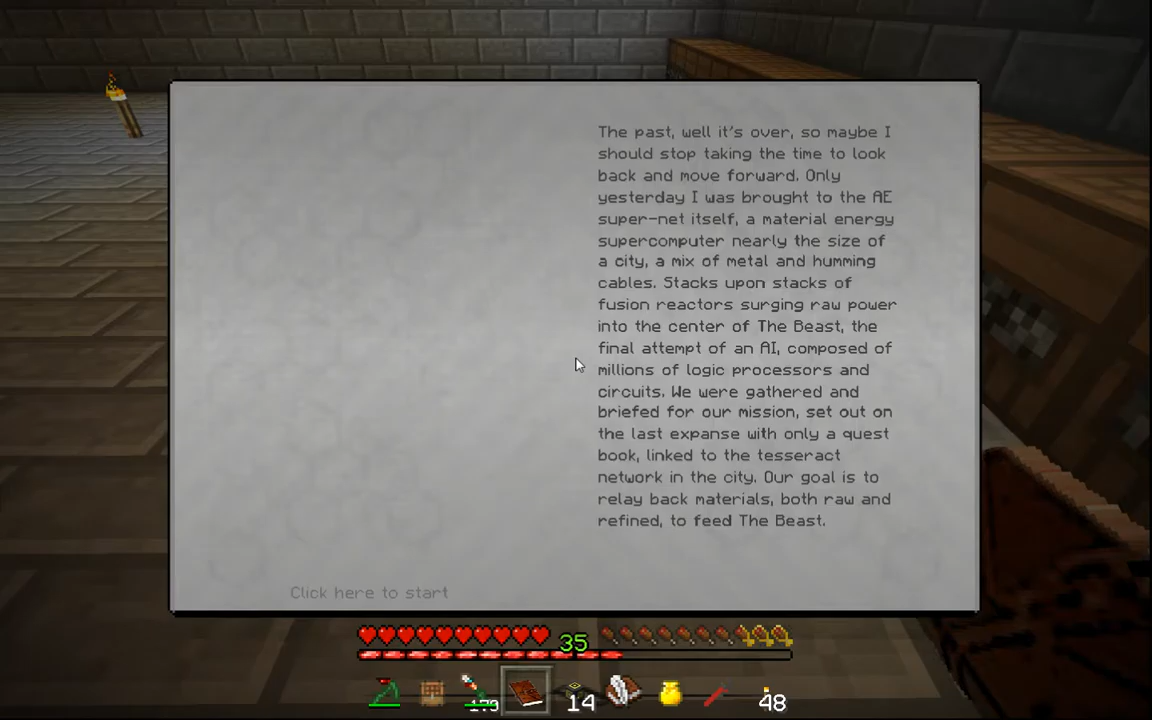 The past, well it's over, so maybe I
should stop taking the time to look
back and move forward. Only
yesterday I was brought to the AE
super-net itself, a material energy
supercomputer nearly the size of
a city, a mix of metal and humming
cables. Stacks upon stacks of
fusion reactors surging raw power
into the center of The Beast, the
final attempt of an AI, composed of
millions of logic processors and
circuits. We were gathered and
briefed for our mission, set out on
the last expanse with only a quest
book, linked to the tesseract
network in the city. Our goal is to
relay back materials, both raw and
refined, to feed The Beast.
Click here to start
35
179
14
48